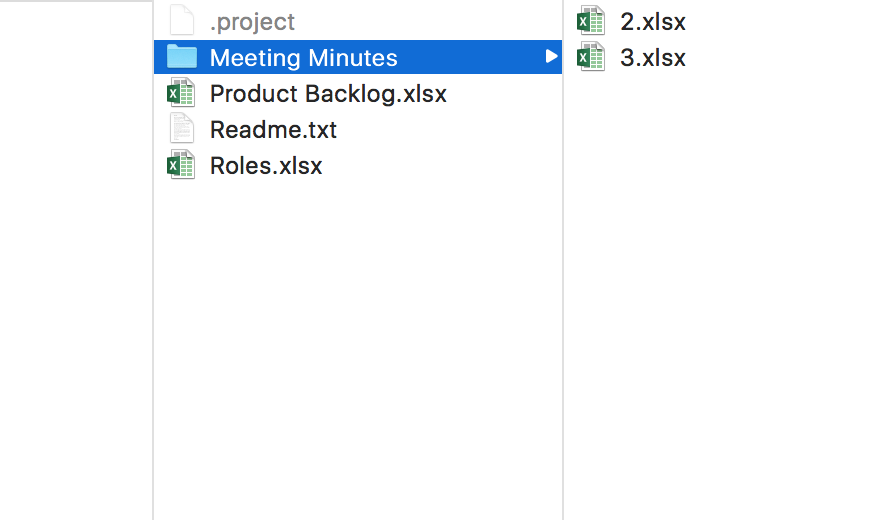 .project
Meeting Minutes
Product Backlog.xlsx
Readme.txt
Roles.xlsx
2.xlsx
3.xlsx